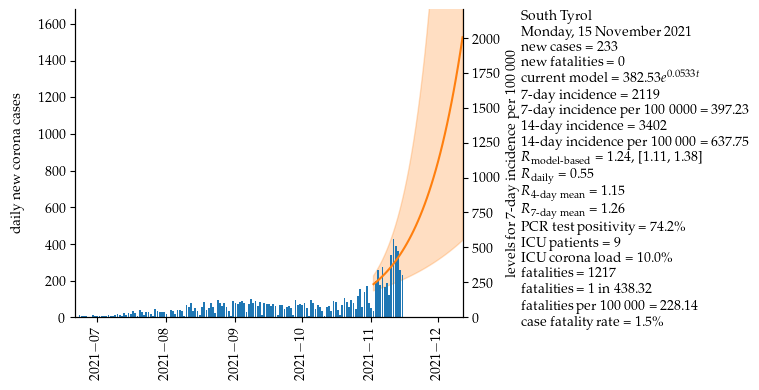 daily new corona cases
1600
1400
1200
1000
800
600
400
200
0
2021−07
2021−08
2021−09
2021−10
2021−11
2021−12
2000
1750
1500
1250
1000
750
500
250
0
levels for 7-day incidence per 100 000
South Tyrol
Monday, 15 November 2021
new cases = 233
new fatalities = 0
current model = 382.53e^0.0533t
7-day incidence = 2119
7-day incidence per 100 0000 = 397.23
14-day incidence = 3402
14-day incidence per 100 000 = 637.75
R model-based = 1.24, [1.11, 1.38]
R daily = 0.55
R 4-day mean = 1.15
R 7-day mean = 1.26
PCR test positivity = 74.2%
ICU patients = 9
ICU corona load = 10.0%
fatalities = 1217
fatalities = 1 in 438.32
fatalities per 100 000 = 228.14
case fatality rate = 1.5%